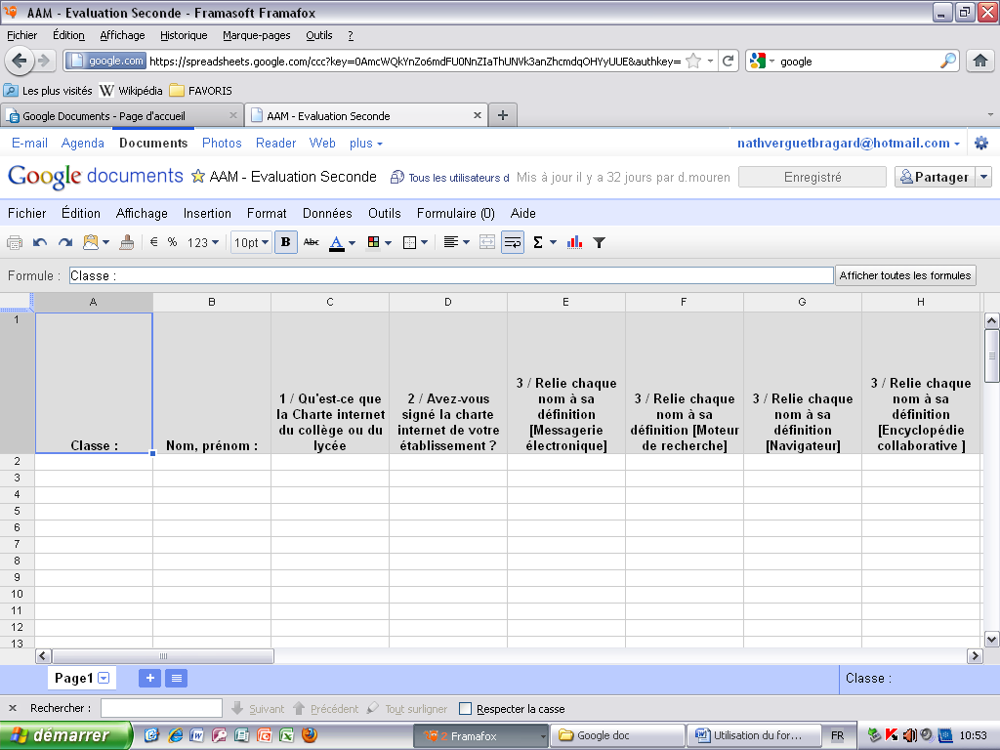 AAM - Evaluation Seconde - Framasoft Framafox
Fichier Édition Affichage Historique Marque-pages Outils ?
google.com https://spreadsheets.google.com/ccc?key=0AmcWQkYnZo6mdFU0NnZIaThUNVk3anZhcmdqOHYyUUE&authkey= google
Les plus visités Wikipédia FAVORIS
Google Documents - Page d'accueil AAM - Evaluation Seconde
E-mail Agenda Documents Photos Reader Web plus nathverguetbragard@hotmail.com
Google documents AAM - Evaluation Seconde Tous les utilisateurs d Mis à jour il y a 32 jours par d.mouren Enregistré Partager
Fichier Édition Affichage Insertion Format Données Outils Formulaire (0) Aide
€ % 123 10pt B Abc A Σ
Formule : Classe : Afficher toutes les formules
A B C D E F G H
1
Classe :
Nom, prénom :
1 / Qu'est-ce que
la Charte internet
du collège ou du
lycée
2 / Avez-vous
signé la charte
internet de votre
établissement ?
3 / Relie chaque
nom à sa
définition
[Messagerie
électronique]
3 / Relie chaque
nom à sa
définition [Moteur
de recherche]
3 / Relie chaque
nom à sa
définition
[Navigateur]
3 / Relie chaque
nom à sa
définition
[Encyclopédie
collaborative ]
2
3
4
5
6
7
8
9
10
11
12
13
Page1 + Classe :
Rechercher : Suivant Précédent Tout surligner Respecter la casse
démarrer 2 Framafox Google doc Utilisation du for... FR 10:53